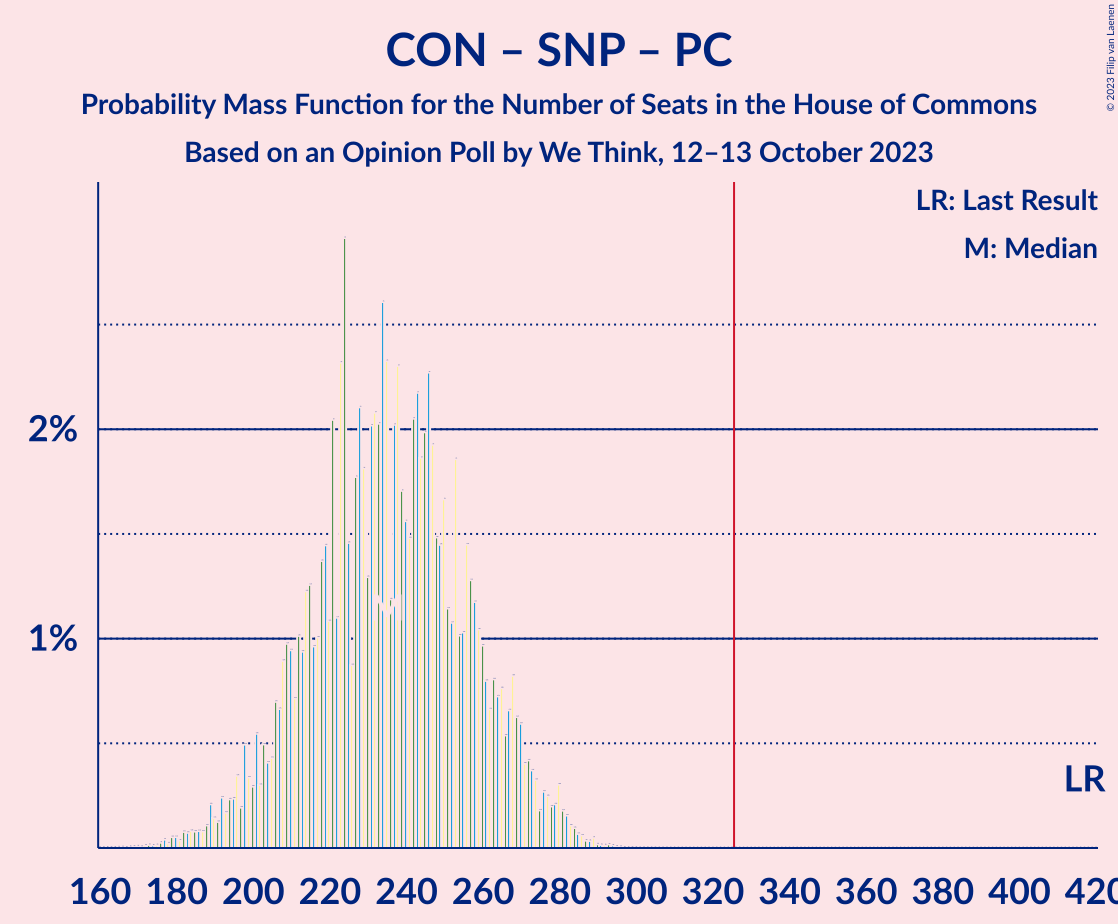 CON – SNP – PC
Probability Mass Function for the Number of Seats in the House of Commons
Based on an Opinion Poll by We Think, 12–13 October 2023
© 2023 Filip van Laenen
LR: Last Result
M: Median
2%
1%
LR
160 180 200 220 240 260 280 300 320 340 360 380 400 420